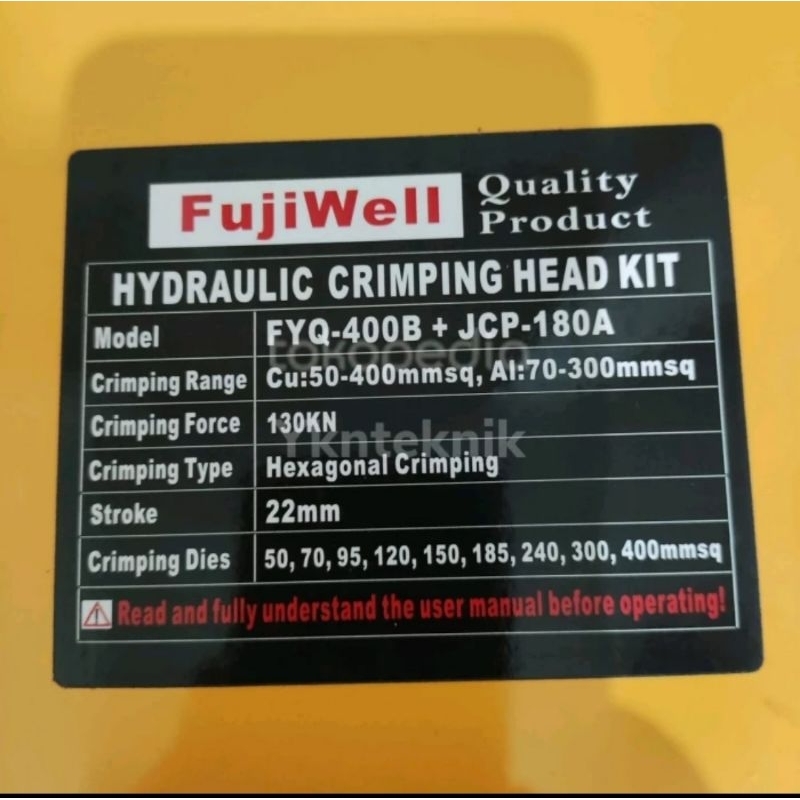 FujiWell
Quality
Product
HYDRAULIC CRIMPING HEAD KIT
Model FYQ-400B + JCP-180A
tokopedia
Crimping Range Cu:50-400mmsq, Al:70-300mmsq
Crimping Force 130KN
Yknteknik
Crimping Type Hexagonal Crimping
Stroke 22mm
Crimping Dies 50, 70, 95, 120, 150, 185, 240, 300, 400mmsq
Read and fully understand the user manual before operating!